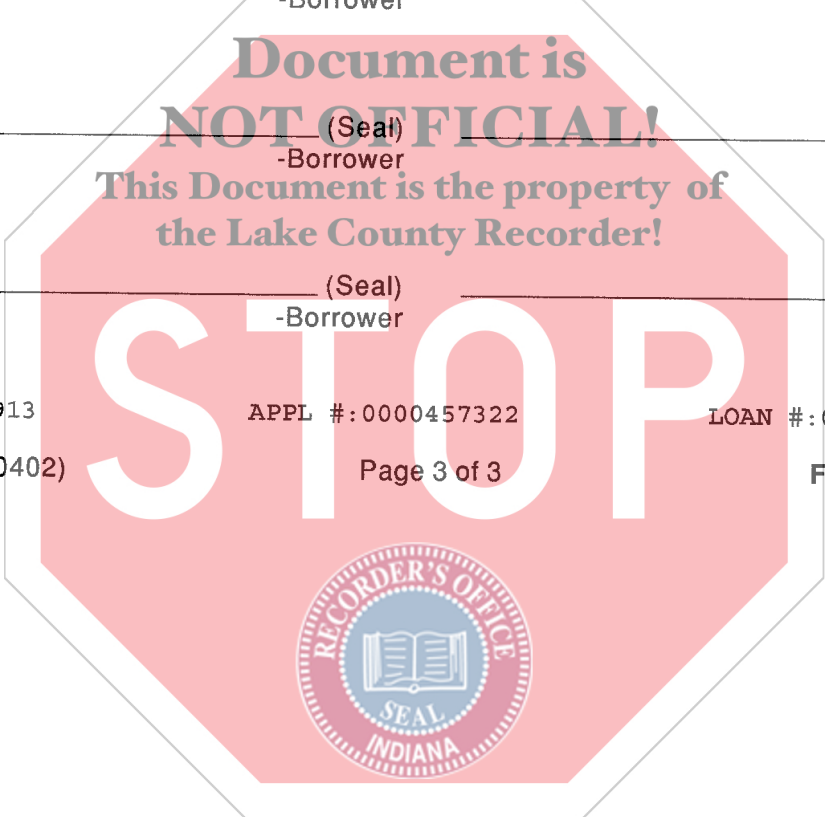 -Borrower
Document is
NOT OFFICIAL!
(Seal)
-Borrower
This Document is the property of
the Lake County Recorder!
(Seal)
-Borrower
STOP
913 APPL #:0000457322 LOAN #:0
0402) Page 3 of 3 F
RECORDER'S OFFICE
SEAL
INDIANA